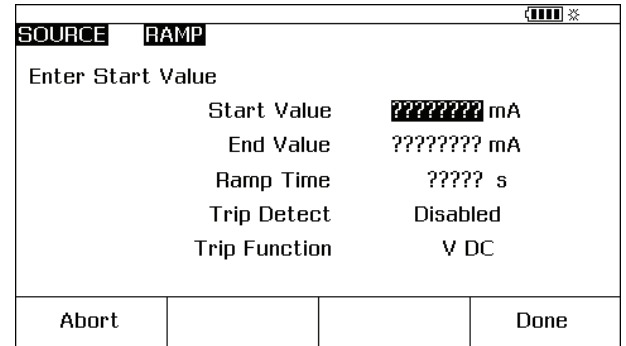 SOURCE RAMP
Enter Start Value
Start Value ???????? mA
End Value ???????? mA
Ramp Time ????? s
Trip Detect Disabled
Trip Function V DC
Abort Done